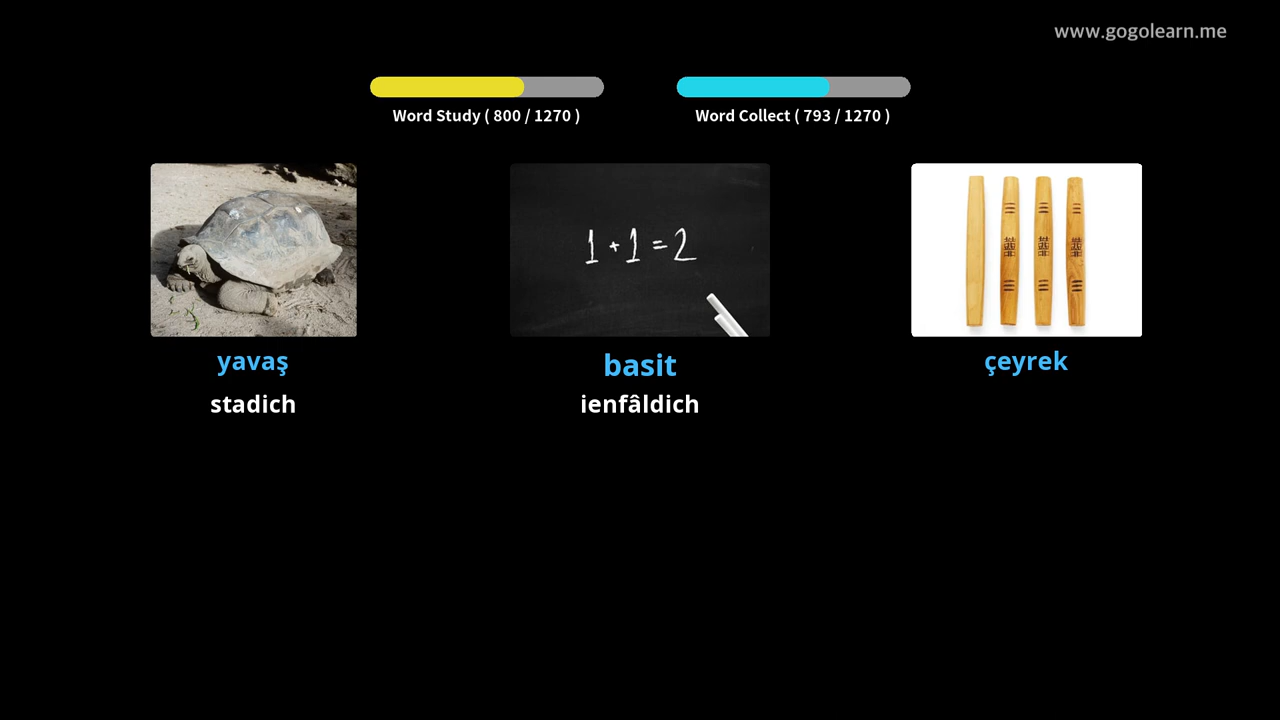 www.gogolearn.me
Word Study ( 800 / 1270 )
Word Collect ( 793 / 1270 )
1 + 1 = 2
yavaş
basit
çeyrek
stadich
ienfâldich